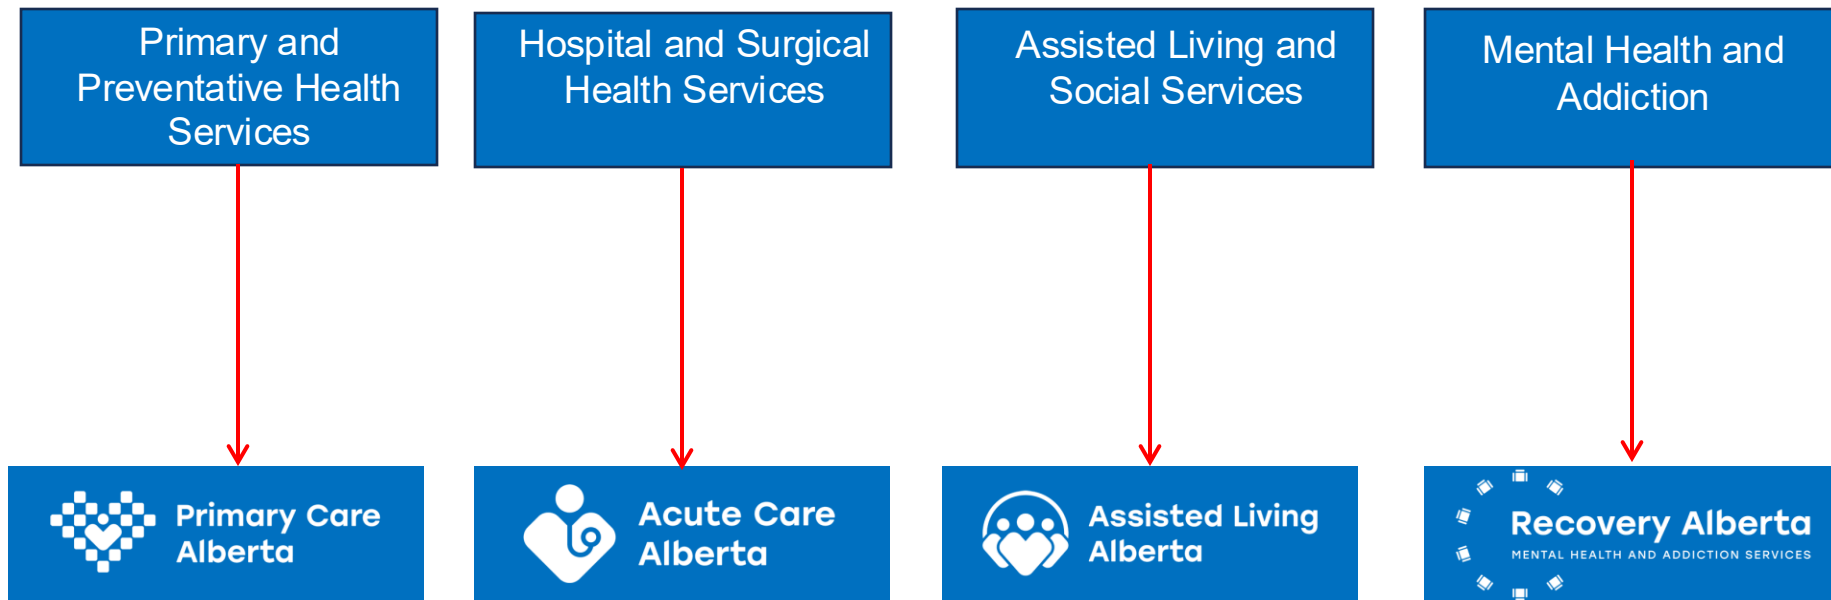 Primary and
Preventative Health
Services
Hospital and Surgical
Health Services
Assisted Living and
Social Services
Mental Health and
Addiction
Primary Care
Alberta
Acute Care
Alberta
Assisted Living
Alberta
Recovery Alberta
MENTAL HEALTH AND ADDICTION SERVICES